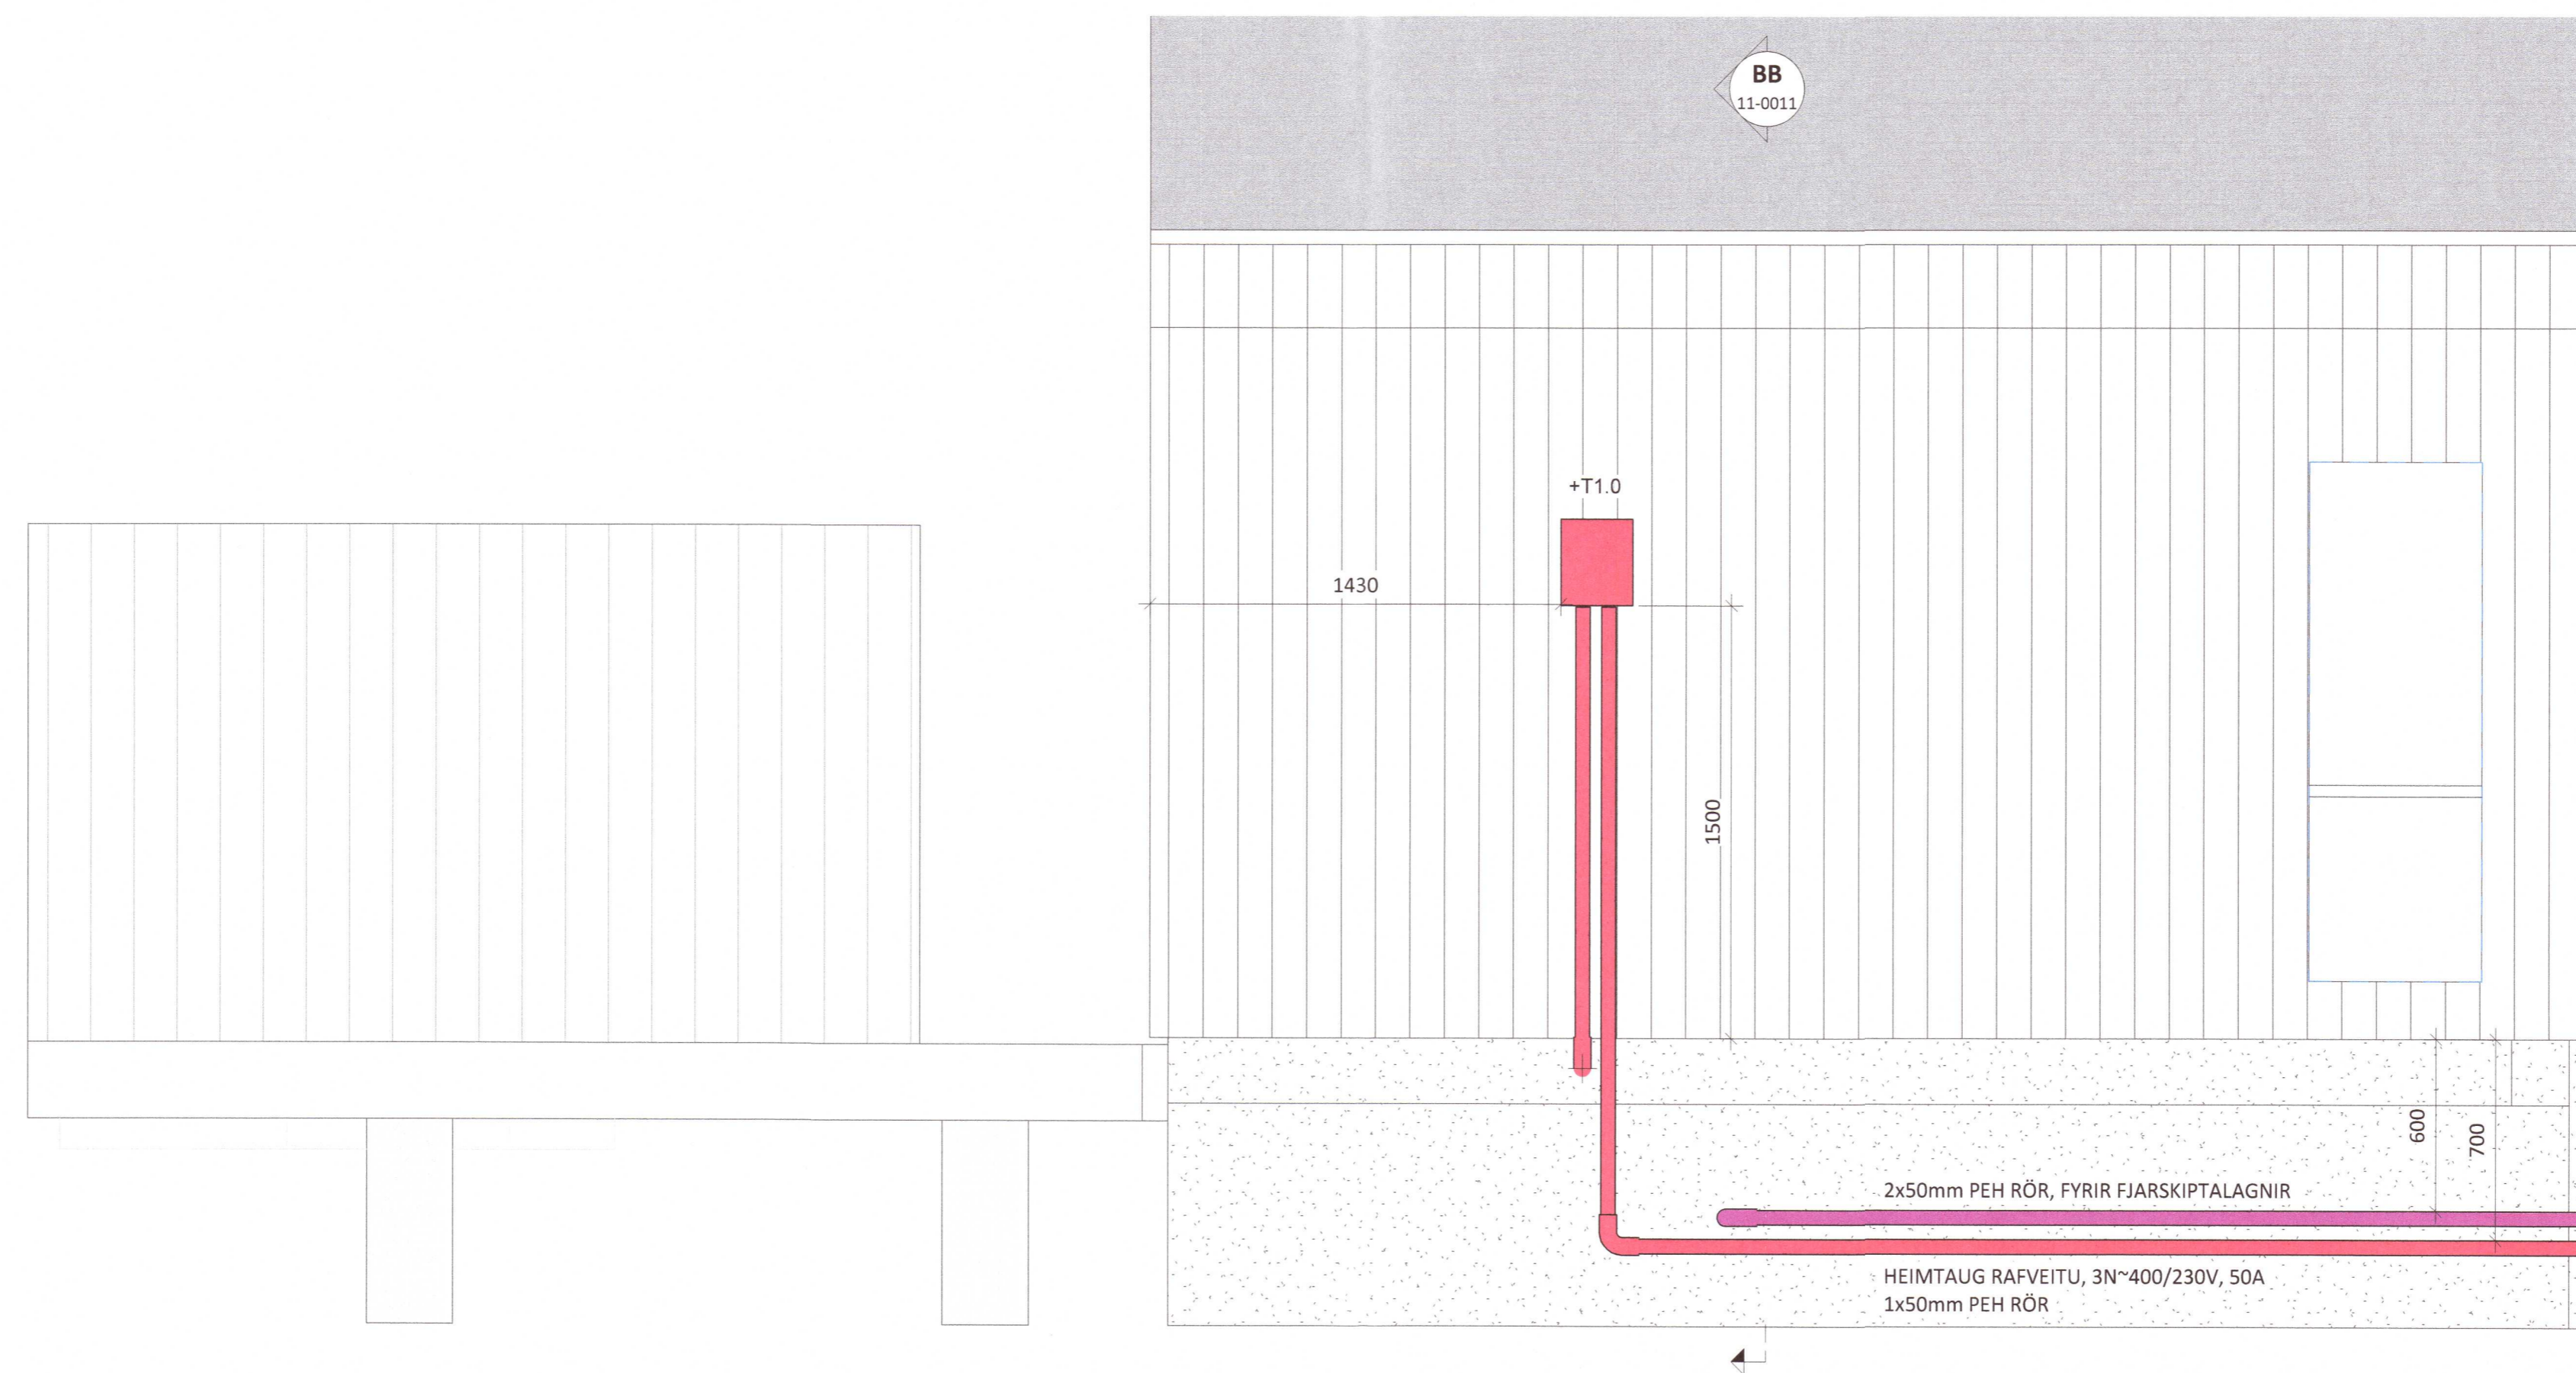 BB
11-0011
+T1.0
1430
1500
600
700
2x50mm PEH RÖR, FYRIR FJARSKIPTALAGNIR
HEIMTAUG RAFVEITU, 3N~400/230V, 50A
1x50mm PEH RÖR